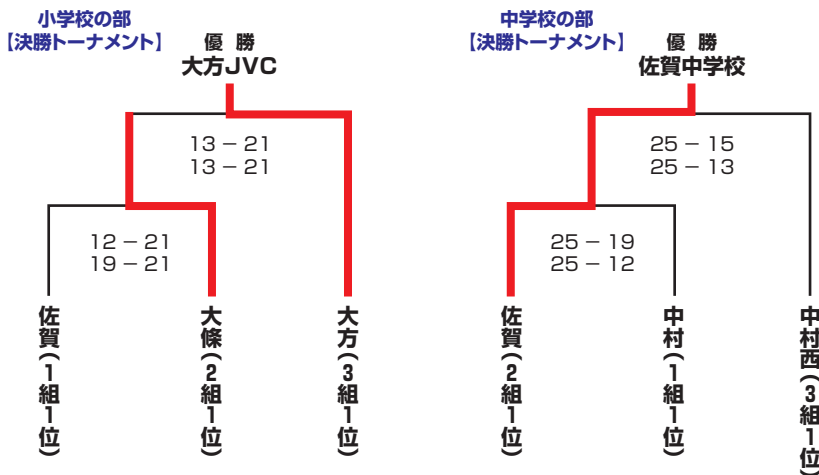 小学校の部
【決勝トーナメント】
優 勝
大方JVC
13 − 21
13 − 21
12 − 21
19 − 21
佐賀(1組1位)
大條(2組1位)
大方(3組1位)
中学校の部
【決勝トーナメント】
優 勝
佐賀中学校
25 − 15
25 − 13
25 − 19
25 − 12
佐賀(2組1位)
中村(1組1位)
中村西(3組1位)